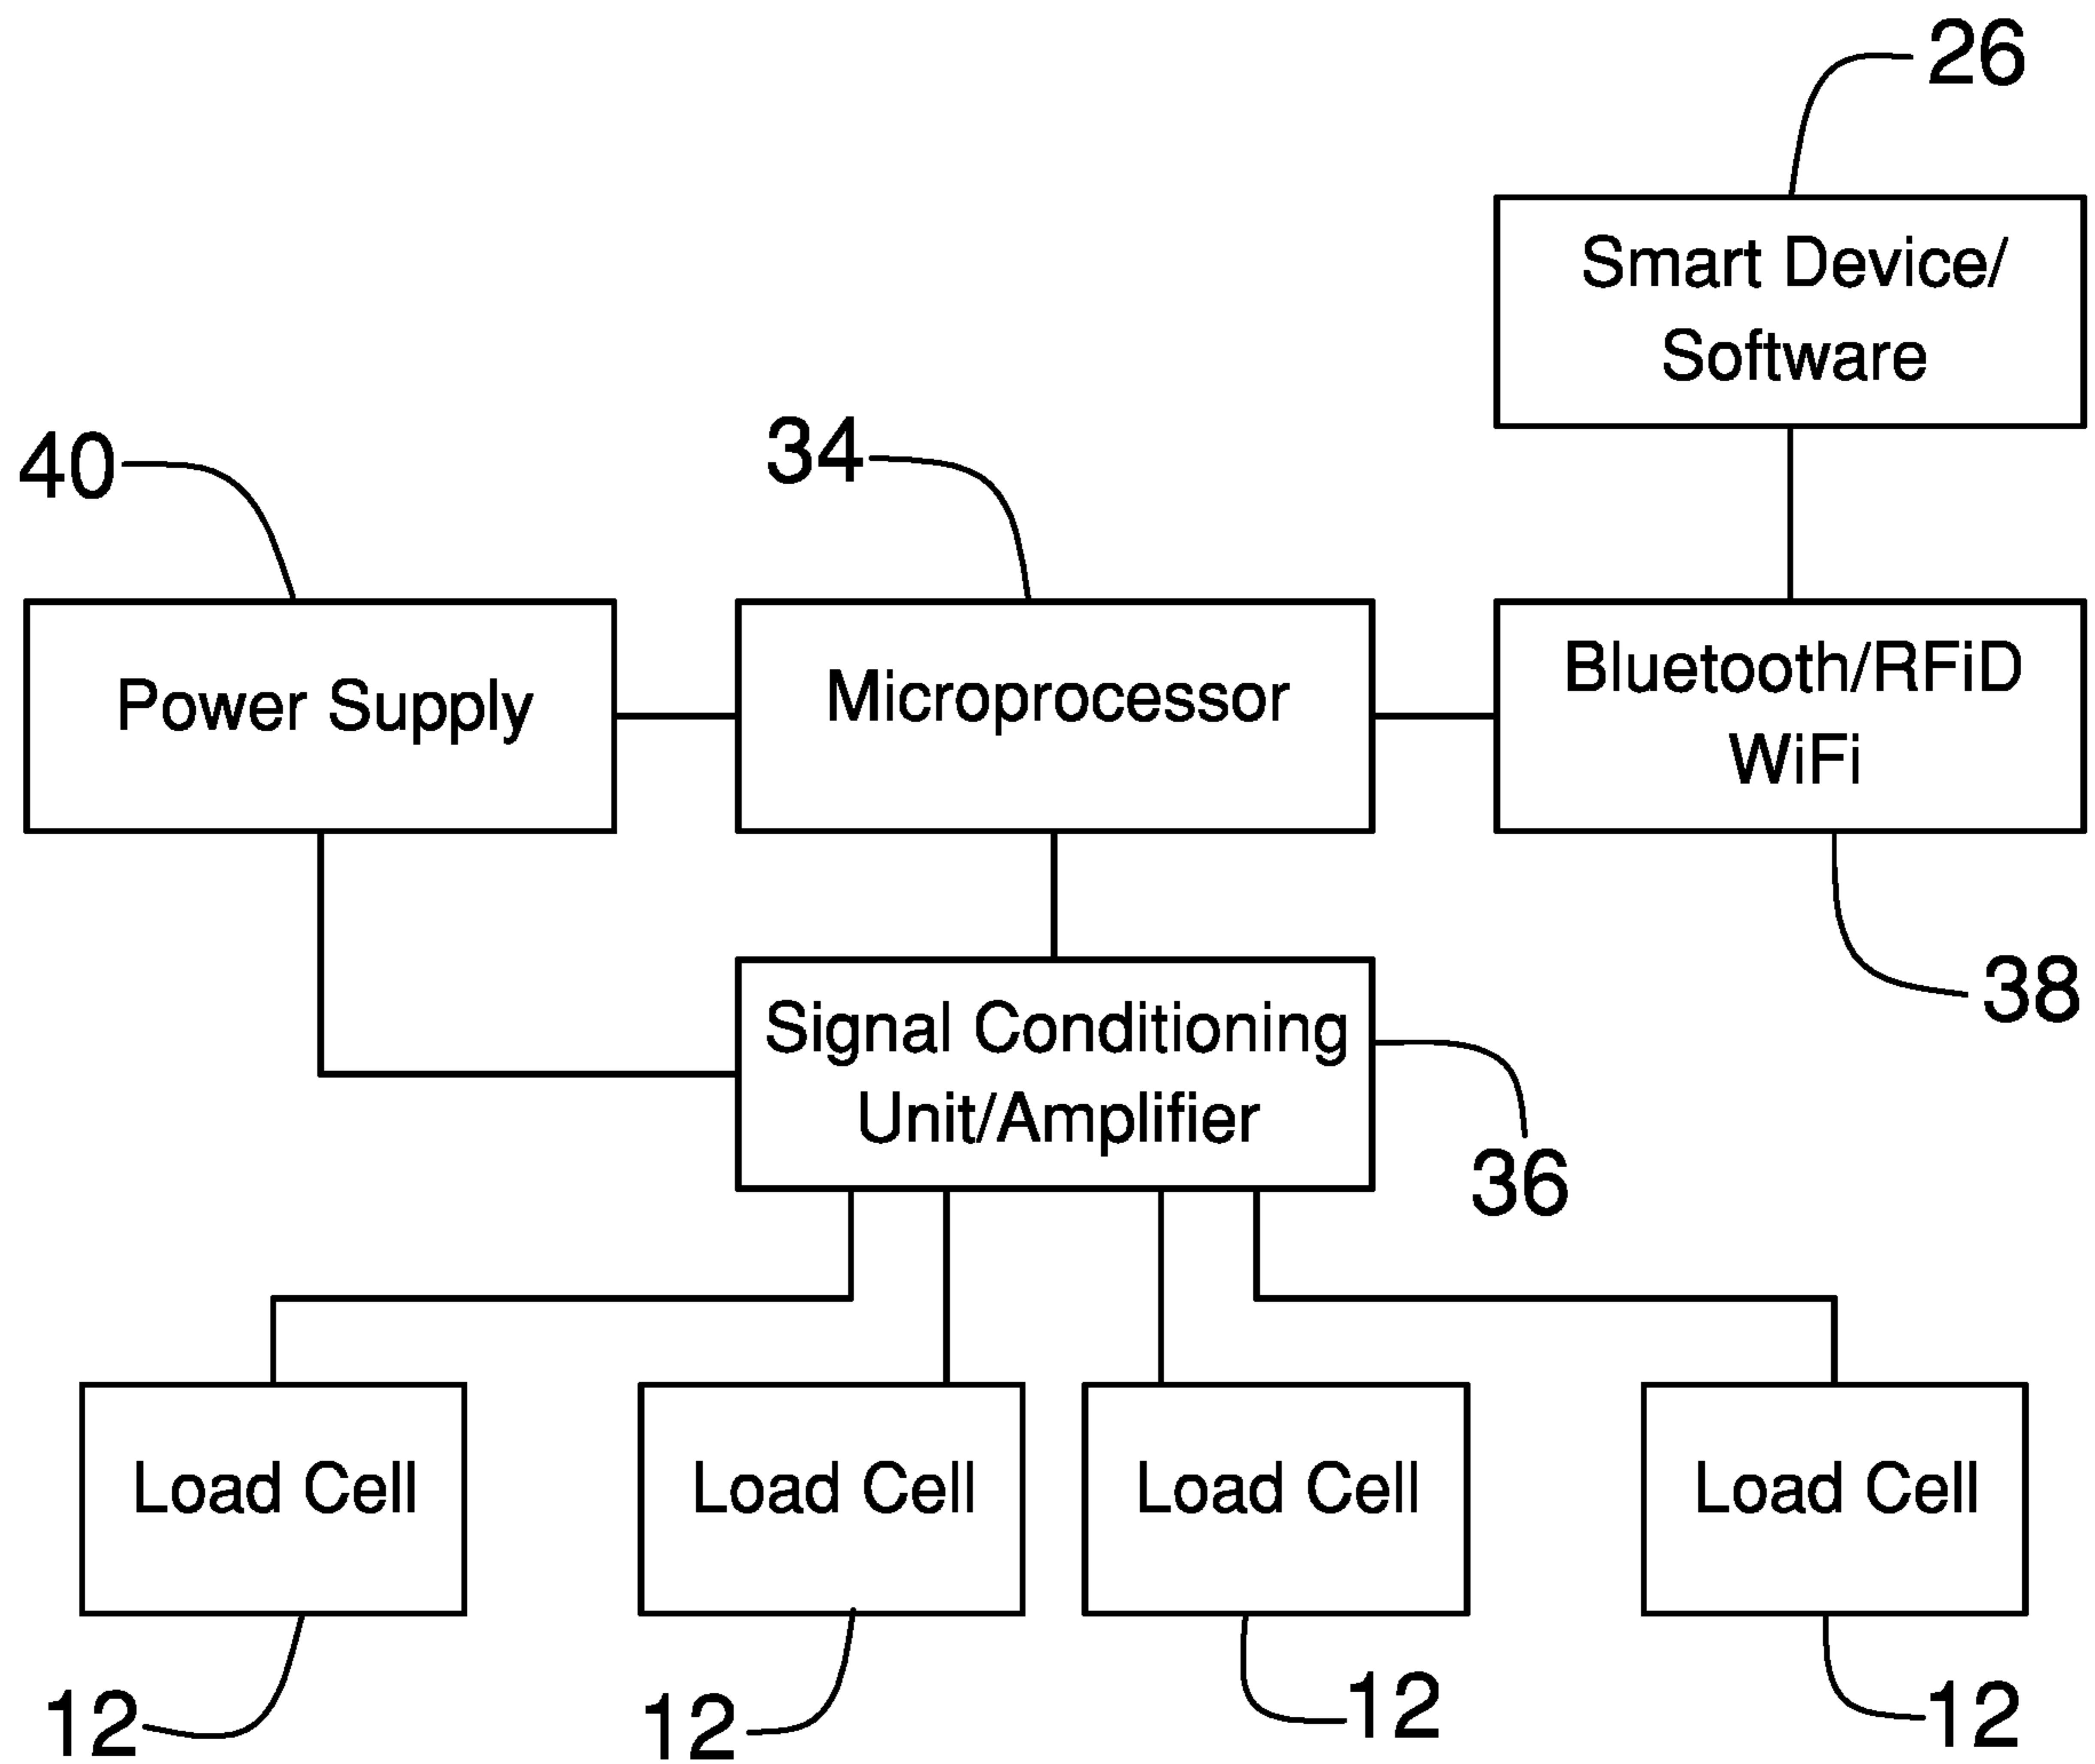 26
Smart Device/
Software
40
34
Power Supply
Microprocessor
Bluetooth/RFiD
WiFi
38
Signal Conditioning
Unit/Amplifier
36
Load Cell
Load Cell
Load Cell
Load Cell
12
12
12
12